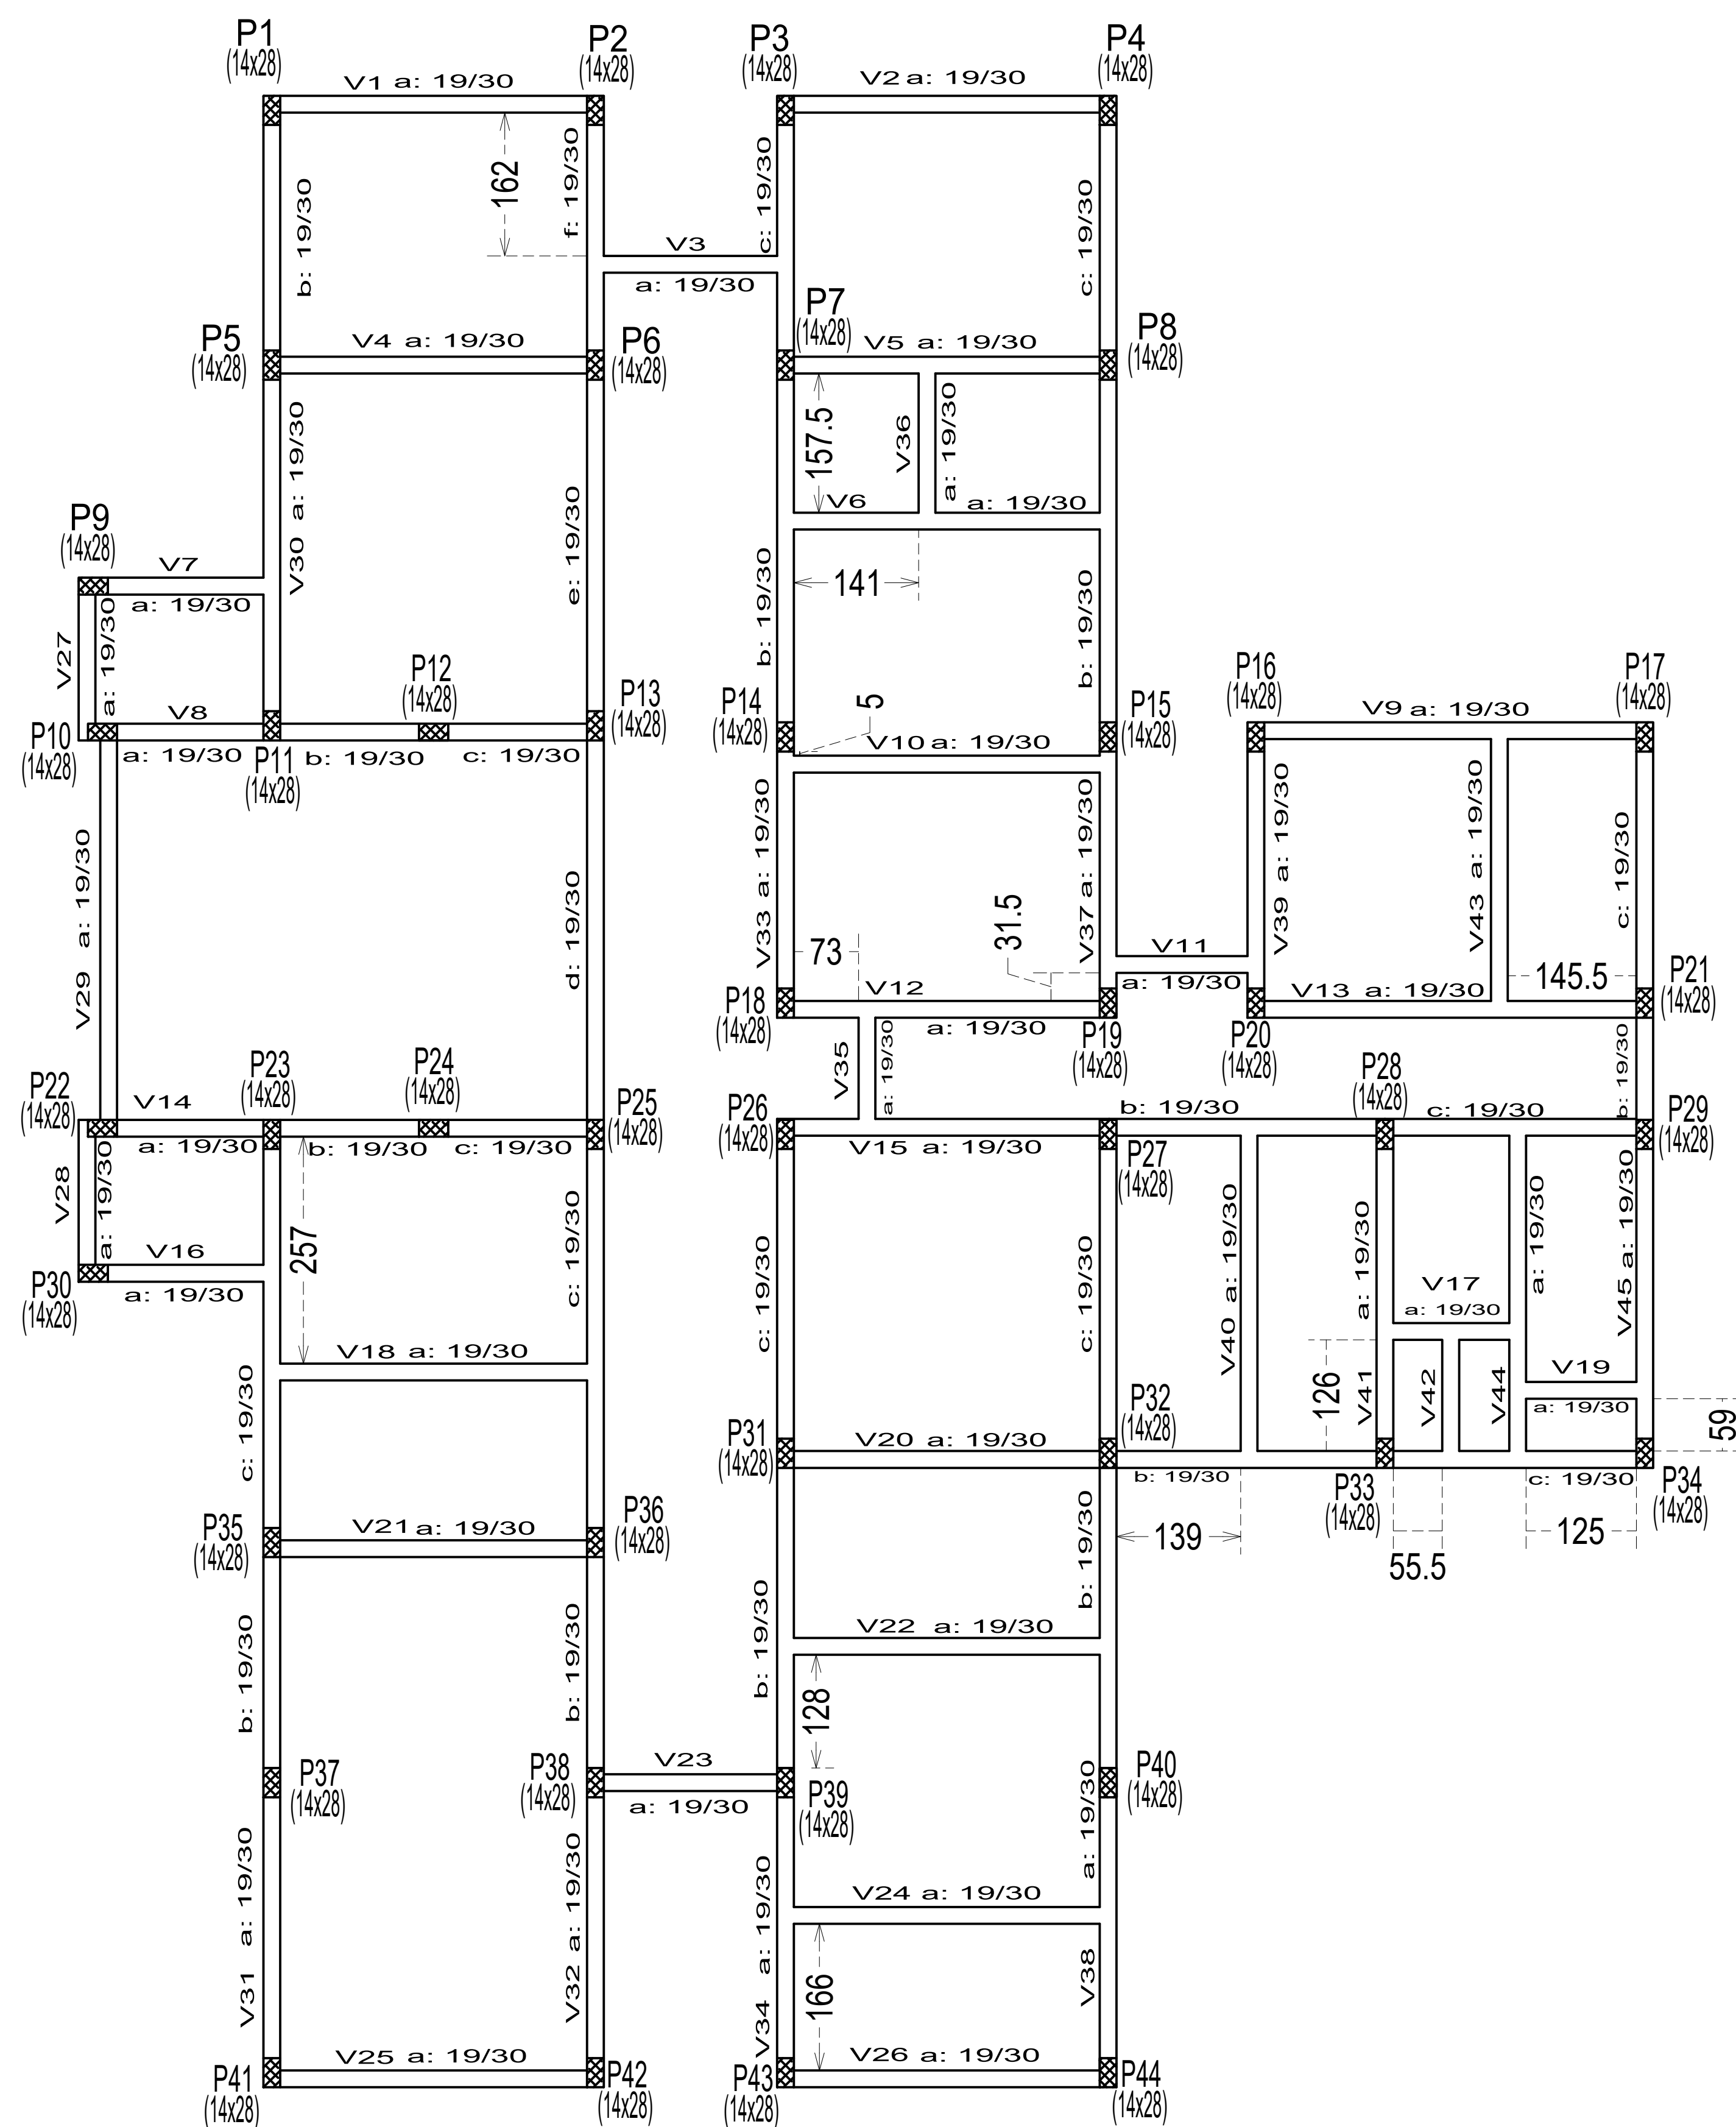 P1
(14x28)
P2
(14x28)
P3
(14x28)
P4
(14x28)
V1 a: 19/30
V2 a: 19/30
162
f: 19/30
b: 19/30
c: 19/30
c: 19/30
V3
a: 19/30
P5
(14x28)
V4 a: 19/30
P6
(14x28)
P7
(14x28)
V5 a: 19/30
P8
(14x28)
157.5
V36
a: 19/30
V6
a: 19/30
V30 a: 19/30
e: 19/30
P9
(14x28)
V7
a: 19/30
V27
a: 19/30
b: 19/30
141
b: 19/30
P12
(14x28)
V8
P10
(14x28)
a: 19/30
P11
(14x28)
b: 19/30
c: 19/30
P13
(14x28)
P14
(14x28)
5
V10 a: 19/30
P15
(14x28)
P16
(14x28)
V9 a: 19/30
P17
(14x28)
V29 a: 19/30
d: 19/30
V33 a: 19/30
73
31.5
V37 a: 19/30
V11
a: 19/30
V39 a: 19/30
V43 a: 19/30
c: 19/30
145.5
P18
(14x28)
V12
a: 19/30
P19
(14x28)
V13 a: 19/30
P20
(14x28)
P21
(14x28)
P22
(14x28)
V14
a: 19/30
P23
(14x28)
b: 19/30
P24
(14x28)
c: 19/30
P25
(14x28)
V35
a: 19/30
P26
(14x28)
V15 a: 19/30
b: 19/30
P28
(14x28)
c: 19/30
b: 19/30
P29
(14x28)
P27
(14x28)
V28
a: 19/30
V16
a: 19/30
P30
(14x28)
257
c: 19/30
V18 a: 19/30
c: 19/30
c: 19/30
V40 a: 19/30
a: 19/30
V41
V17
a: 19/30
a: 19/30
V45 a: 19/30
V19
a: 19/30
126
V42
V44
59
c: 19/30
P31
(14x28)
V20 a: 19/30
P32
(14x28)
b: 19/30
139
P33
(14x28)
55.5
c: 19/30
125
P34
(14x28)
P35
(14x28)
V21 a: 19/30
P36
(14x28)
b: 19/30
b: 19/30
b: 19/30
b: 19/30
V22 a: 19/30
128
P37
(14x28)
P38
(14x28)
V23
a: 19/30
P39
(14x28)
P40
(14x28)
a: 19/30
V31 a: 19/30
V32 a: 19/30
V34 a: 19/30
V24 a: 19/30
166
V38
P41
(14x28)
V25 a: 19/30
P42
(14x28)
P43
(14x28)
V26 a: 19/30
P44
(14x28)